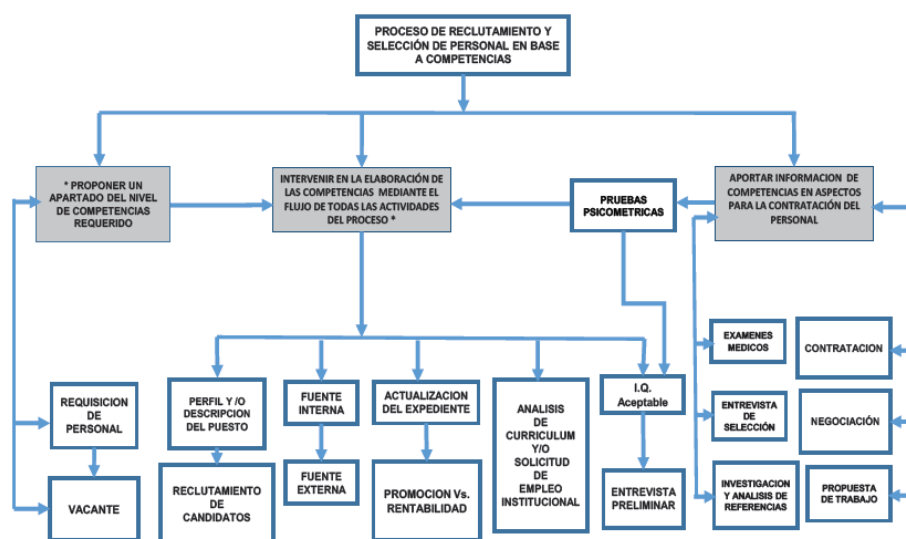 PROCESO DE RECLUTAMIENTO Y
SELECCIÓN DE PERSONAL EN BASE
A COMPETENCIAS
* PROPONER UN
APARTADO DEL NIVEL
DE COMPETENCIAS
REQUERIDO
INTERVENIR EN LA ELABORACIÓN DE
LAS COMPETENCIAS MEDIANTE EL
FLUJO DE TODAS LAS ACTIVIDADES
DEL PROCESO *
PRUEBAS
PSICOMETRICAS
APORTAR INFORMACION DE
COMPETENCIAS EN ASPECTOS
PARA LA CONTRATACIÓN DEL
PERSONAL
REQUISICION
DE
PERSONAL
VACANTE
PERFIL Y /O
DESCRIPCION
DEL PUESTO
RECLUTAMIENTO
DE
CANDIDATOS
FUENTE
INTERNA
FUENTE
EXTERNA
ACTUALIZACION
DEL EXPEDIENTE
PROMOCION Vs.
RENTABILIDAD
ANALISIS
DE
CURRICULUM
Y/O
SOLICITUD
DE
EMPLEO
INSTITUCIONAL
I.Q.
Aceptable
ENTREVISTA
PRELIMINAR
EXAMENES
MEDICOS
ENTREVISTA
DE
SELECCIÓN
INVESTIGACION
Y ANALISIS DE
REFERENCIAS
CONTRATACION
NEGOCIACIÓN
PROPUESTA
DE TRABAJO